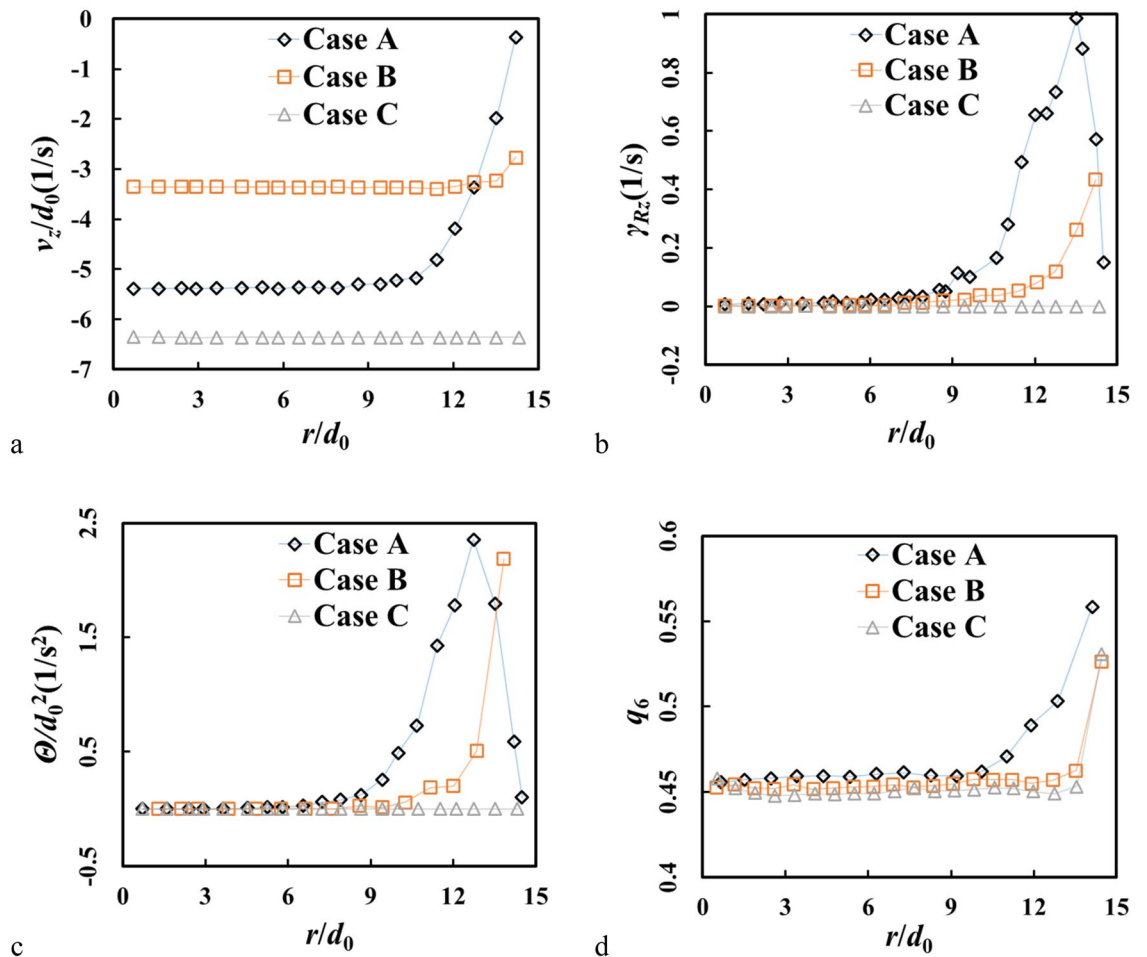 0
-1
-2
-3
-4
-5
-6
-7
v_z/d_0(1/s)
Case A
Case B
Case C
0 3 6 9 12 15
r/d_0
a
1
0.8
0.6
0.4
0.2
0
-0.2
γ_Rz(1/s)
Case A
Case B
Case C
0 3 6 9 12 15
r/d_0
b
2.5
1.5
0.5
-0.5
Θ/d_0^2(1/s^2)
Case A
Case B
Case C
0 3 6 9 12 15
r/d_0
c
0.6
0.55
0.5
0.45
0.4
q_6
Case A
Case B
Case C
0 3 6 9 12 15
r/d_0
d